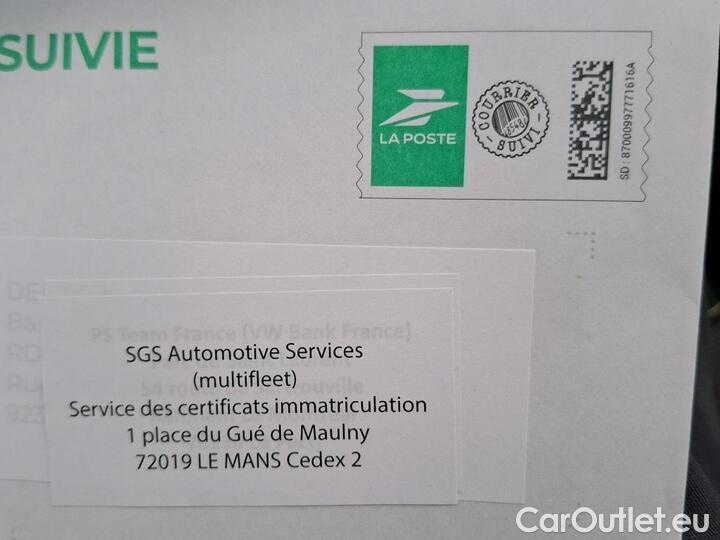 SUIVIE
LA POSTE
COURRIER
SUIVI
SD : 87000997771616A
PS Team France (VW Bank France)
SGS Automotive Services
(multifleet)
Service des certificats immatriculation
1 place du Gué de Maulny
72019 LE MANS Cedex 2
CarOutlet.eu